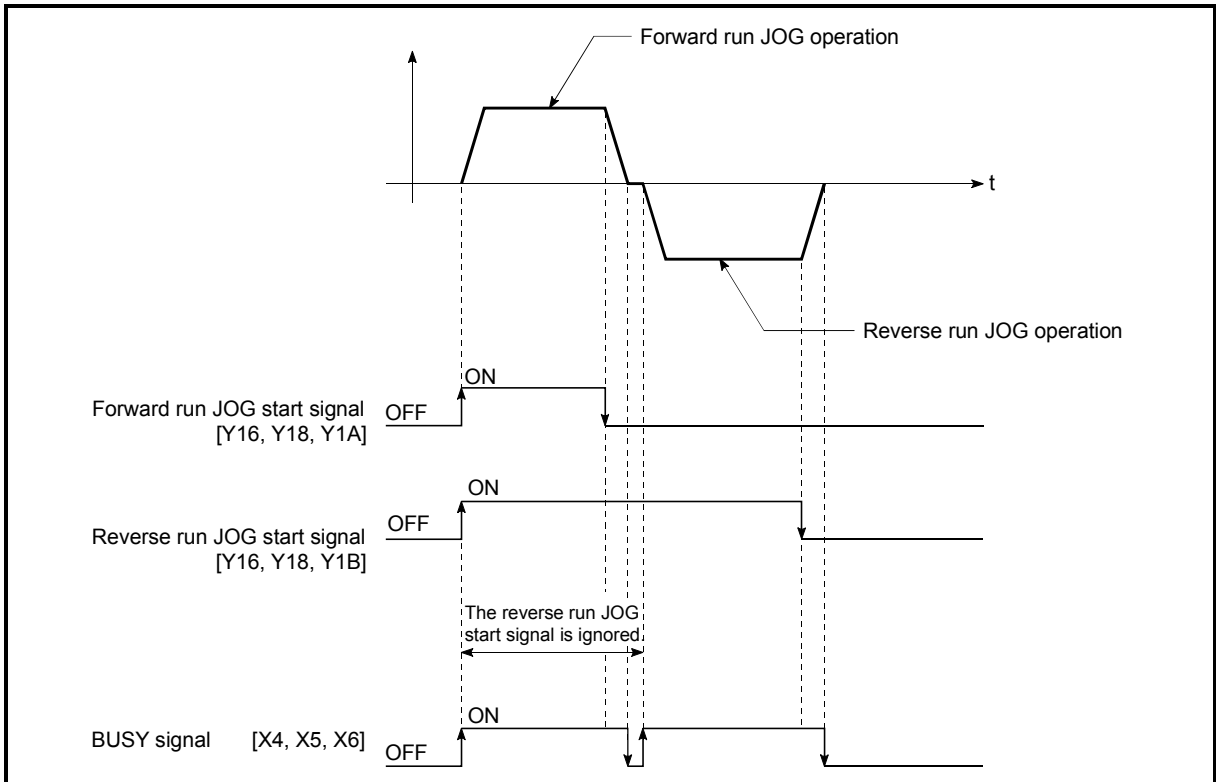 Forward run JOG operation
t
Reverse run JOG operation
ON
Forward run JOG start signal
OFF
[Y16, Y18, Y1A]
ON
OFF
Reverse run JOG start signal
[Y16, Y18, Y1B]
The reverse run JOG
start signal is ignored.
ON
BUSY signal [X4, X5, X6]
OFF